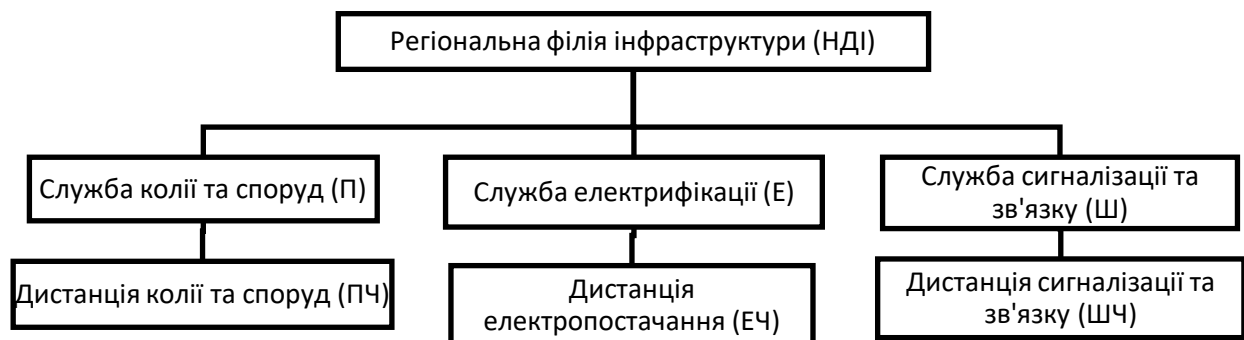 Регіональна філія інфраструктури (НДІ)
Служба колії та споруд (П)
Служба електрифікації (Е)
Служба сигналізації та
зв'язку (Ш)
Дистанція колії та споруд (ПЧ)
Дистанція
електропостачання (ЕЧ)
Дистанція сигналізації та
зв'язку (ШЧ)